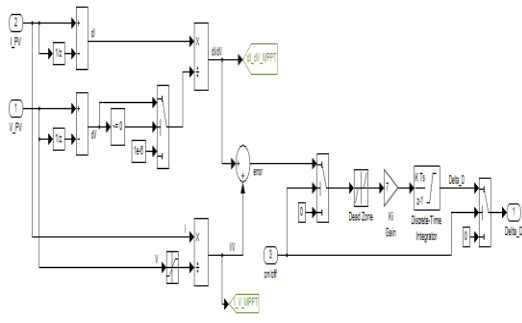 2
I_PV
1/z
dI
dI/dV
dI_dV_MPPT
1
V_PV
1/z
dV
1e-6
error
0
Dead Zone
Ki
Gain
K Ts
z-1
Discrete-Time
Integrator
Delta_D
0
1
Delta_D
3
on/off
I
V
I/V
I_V_MPPT